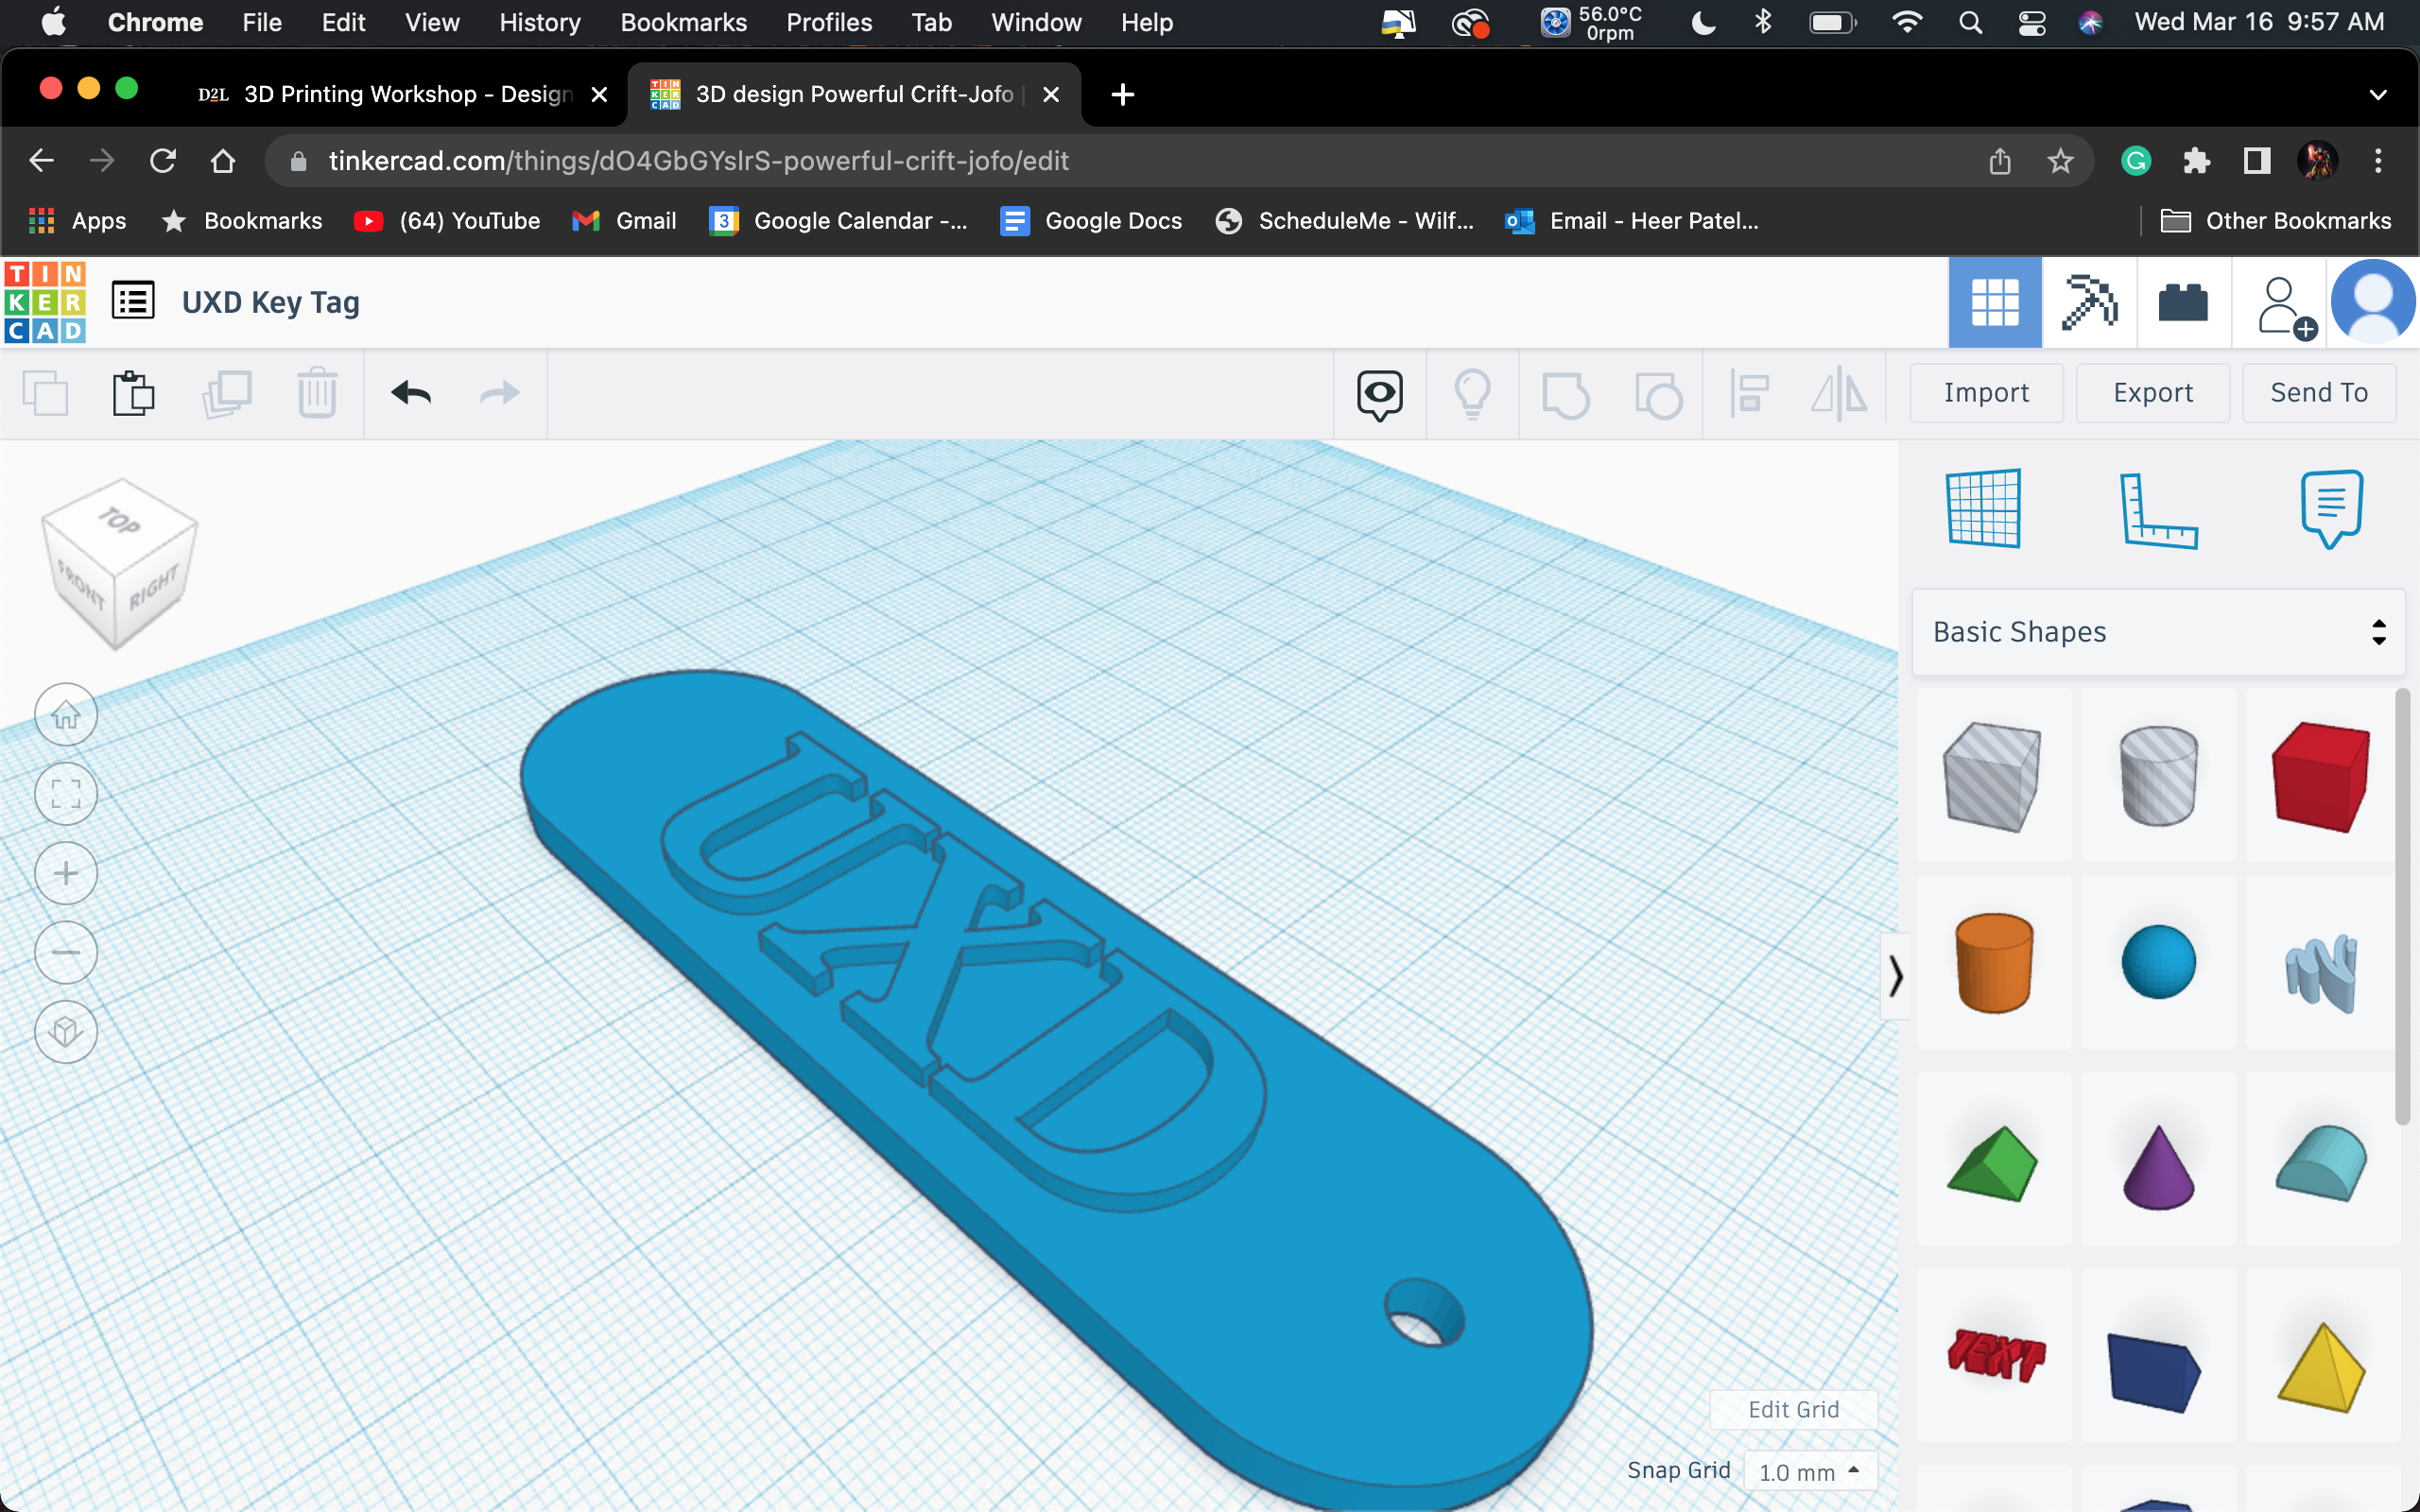 Chrome File Edit View History Bookmarks Profiles Tab Window Help 56.0°C 0rpm Wed Mar 16 9:57 AM
D2L 3D Printing Workshop - Design TINKERCAD 3D design Powerful Crift-Jofo
tinkercad.com/things/dO4GbGYslrS-powerful-crift-jofo/edit G
Apps Bookmarks (64) YouTube Gmail 3 Google Calendar -... Google Docs ScheduleMe - Wilf... Email - Heer Patel... Other Bookmarks
TIN
KER
CAD
UXD Key Tag
Import Export Send To
TOP
FRONT RIGHT
Basic Shapes
UXD
TEXT
Edit Grid
Snap Grid 1.0 mm